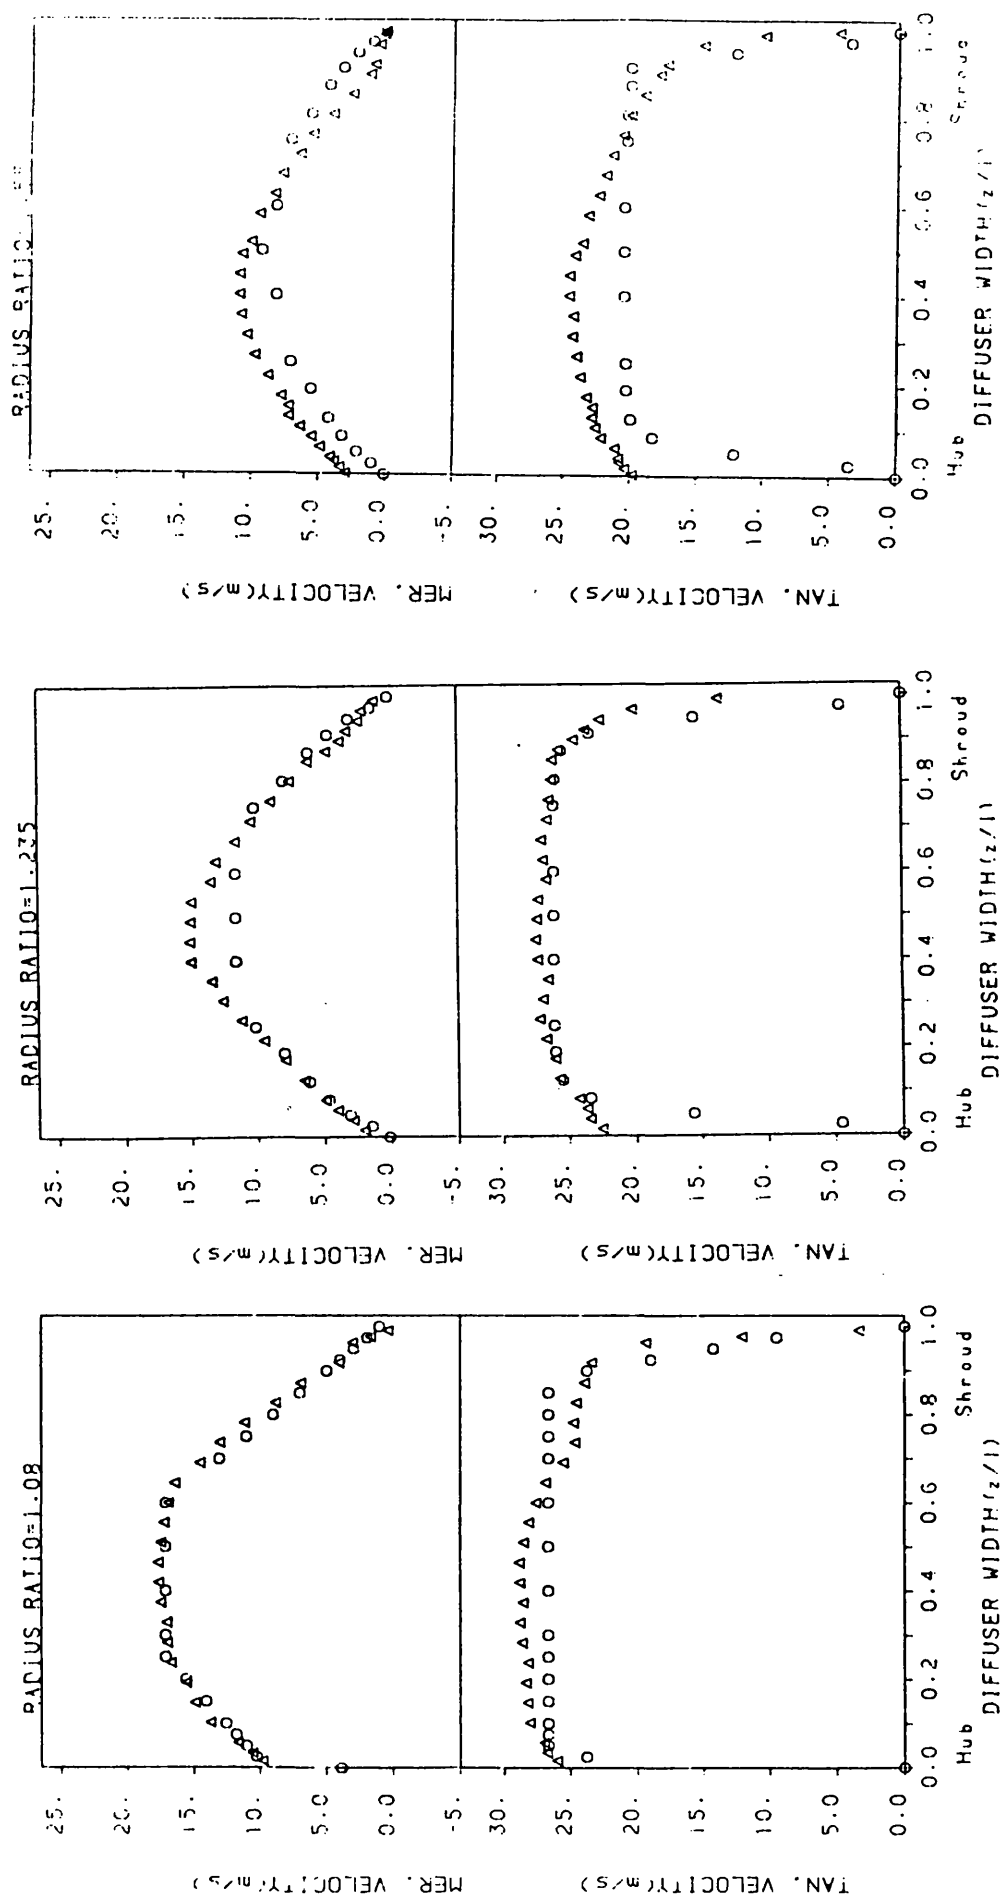 RADIUS RATIO=1.08
25.
20.
15.
10.
5.0
0.0
-5.
MER. VELOCITY(m/s)
30.
25.
20.
15.
10.
5.0
0.0
TAN. VELOCITY(m/s)
0.0 0.2 0.4 0.6 0.8 1.0
Hub Shroud
DIFFUSER WIDTH(z/l)
RADIUS RATIO=1.235
25.
20.
15.
10.
5.0
0.0
-5.
MER. VELOCITY(m/s)
30.
25.
20.
15.
10.
5.0
0.0
TAN. VELOCITY(m/s)
0.0 0.2 0.4 0.6 0.8 1.0
Hub Shroud
DIFFUSER WIDTH(z/l)
RADIUS RATIO
25.
20.
15.
10.
5.0
0.0
-5.
MER. VELOCITY(m/s)
30.
25.
20.
15.
10.
5.0
0.0
TAN. VELOCITY(m/s)
0.0 0.2 0.4 0.6 0.8 1.0
Hub Shroud
DIFFUSER WIDTH(z/l)